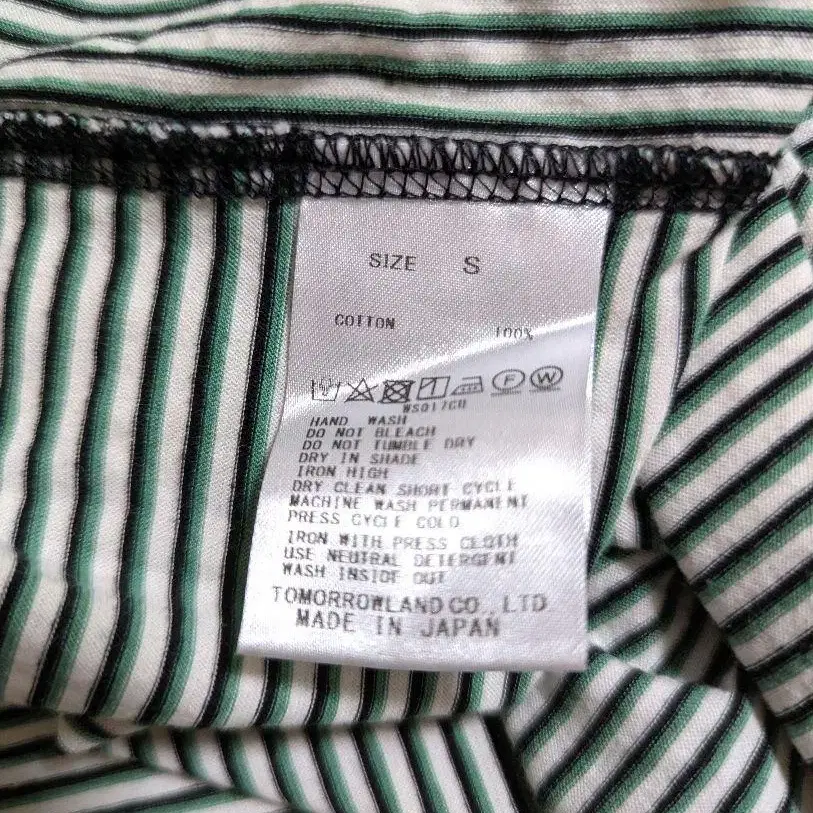 SIZE S
COTTON 100%
F W
WS017CU
HAND WASH
DO NOT BLEACH
DO NOT TUMBLE DRY
DRY IN SHADE
IRON HIGH
DRY CLEAN SHORT CYCLE
MACHINE WASH PERMANENT
PRESS CYCLE COLD
IRON WITH PRESS CLOTH
USE NEUTRAL DETERGENT
WASH INSIDE OUT
TOMORROWLAND CO., LTD
MADE IN JAPAN